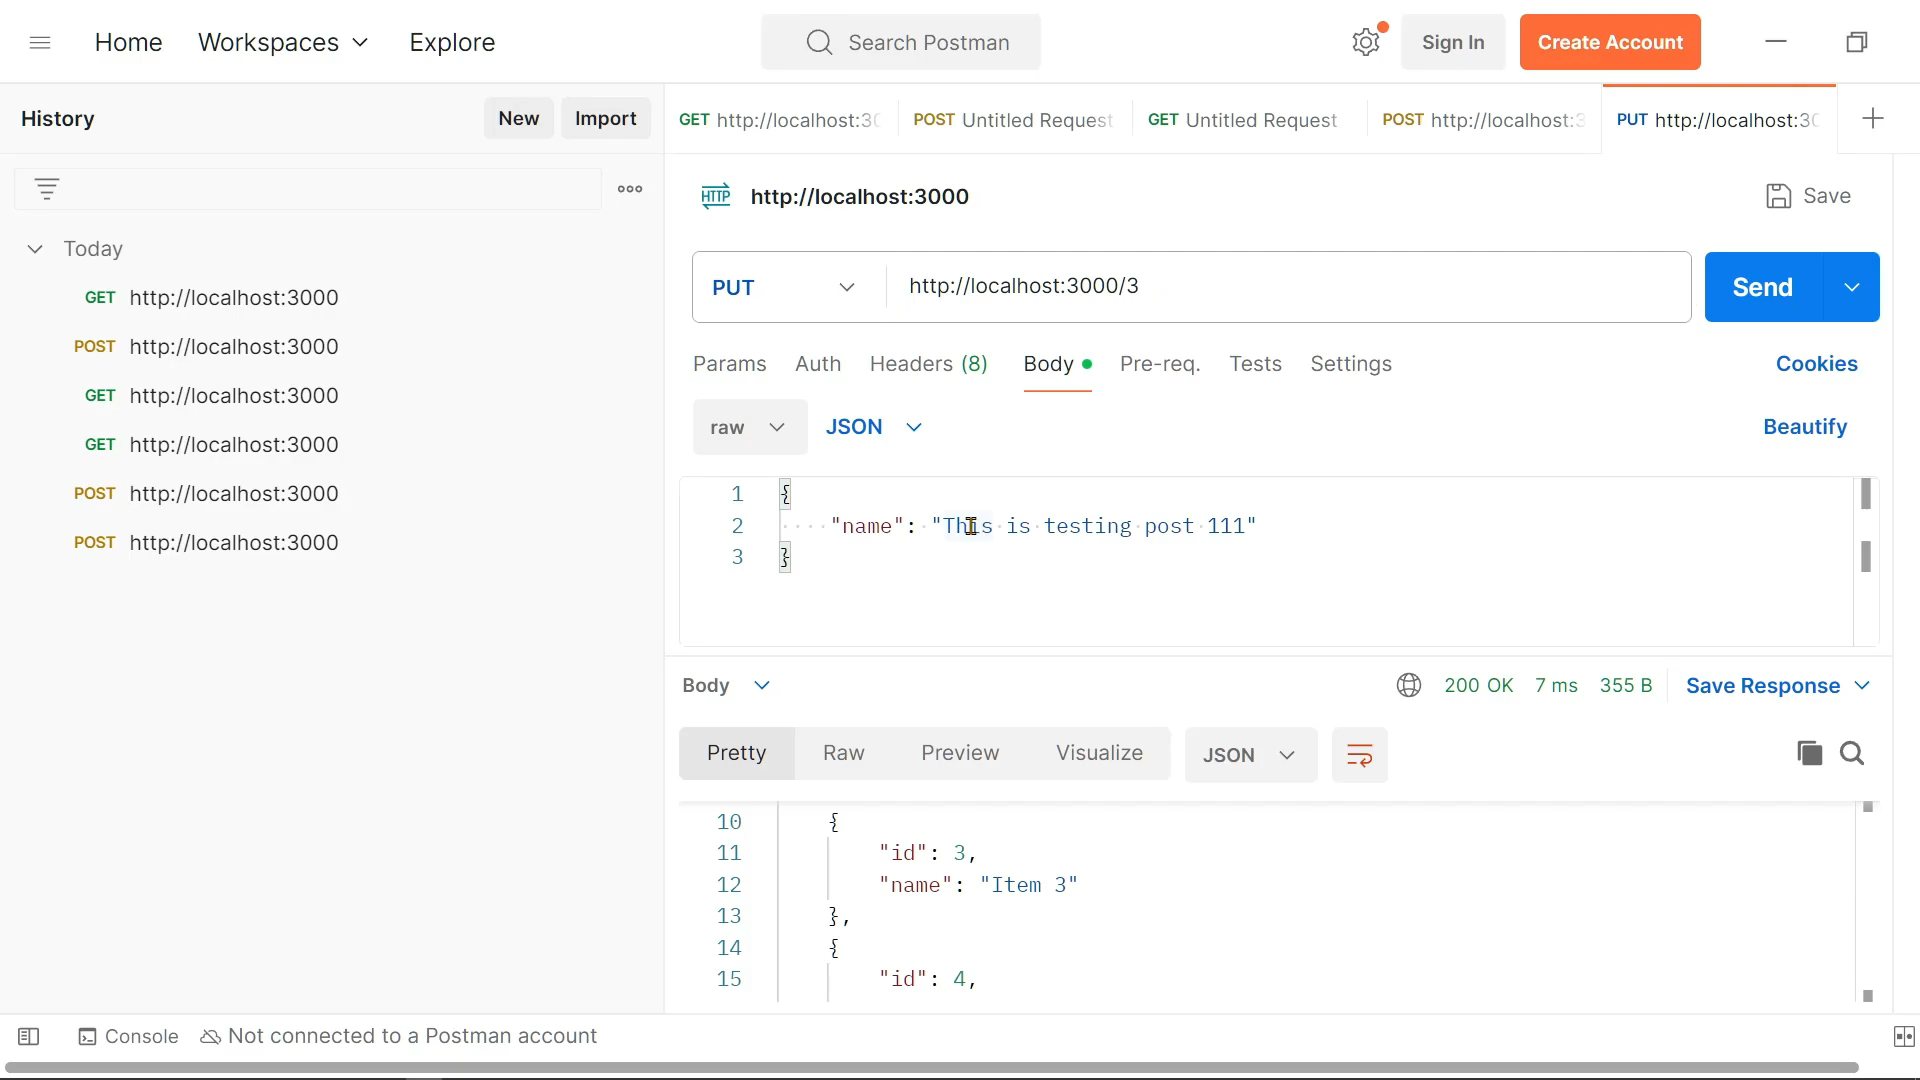 Home Workspaces Explore Search Postman Sign In Create Account
History New Import
GET http://localhost:30 POST Untitled Request GET Untitled Request POST http://localhost:3 PUT http://localhost:30
HTTP http://localhost:3000 Save
Today
GET http://localhost:3000
POST http://localhost:3000
GET http://localhost:3000
GET http://localhost:3000
POST http://localhost:3000
POST http://localhost:3000
PUT http://localhost:3000/3 Send
Params Auth Headers (8) Body Pre-req. Tests Settings Cookies
raw JSON Beautify
1 {
2 "name": "This is testing post 111"
3 }
Body 200 OK 7 ms 355 B Save Response
Pretty Raw Preview Visualize JSON
10 {
11 "id": 3,
12 "name": "Item 3"
13 },
14 {
15 "id": 4,
Console Not connected to a Postman account